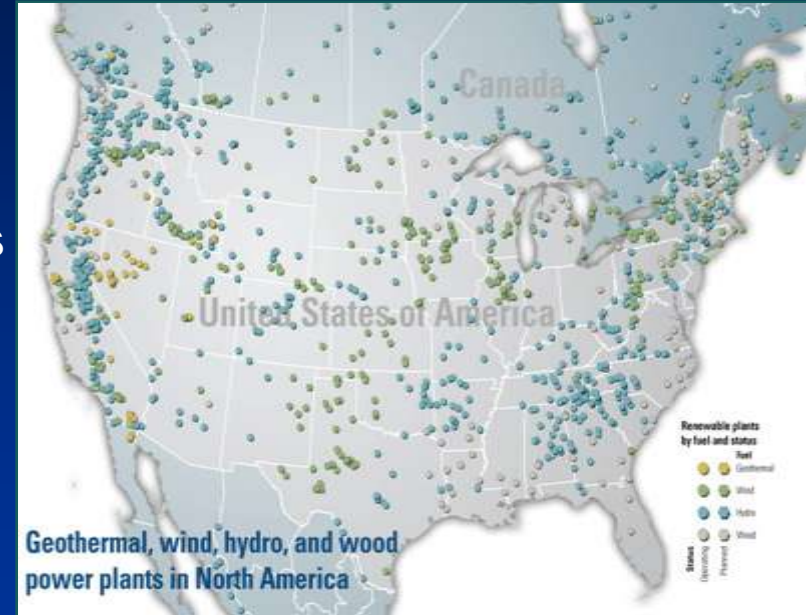 s
Canada
United States of America
Renewable plants
by fuel and status
Fuel
Geothermal
Wind
Hydro
Wood
Status
Operating
Planned
Geothermal, wind, hydro, and wood
power plants in North America